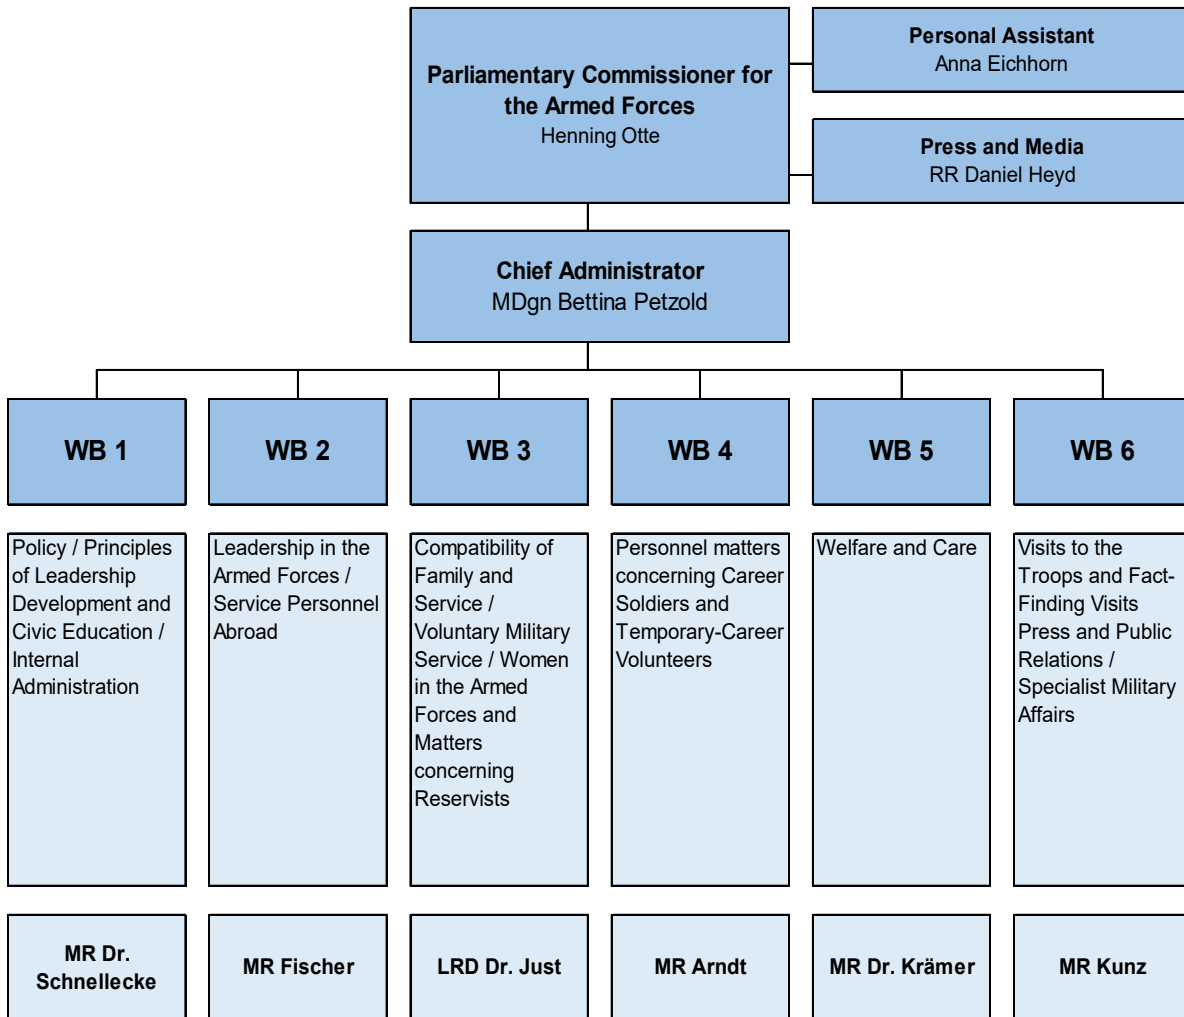 Parliamentary Commissioner for
the Armed Forces
Henning Otte
Personal Assistant
Anna Eichhorn
Press and Media
RR Daniel Heyd
Chief Administrator
MDgn Bettina Petzold
WB 1
WB 2
WB 3
WB 4
WB 5
WB 6
Policy / Principles
of Leadership
Development and
Civic Education /
Internal
Administration
Leadership in the
Armed Forces /
Service Personnel
Abroad
Compatibility of
Family and
Service /
Voluntary Military
Service / Women
in the Armed
Forces and
Matters
concerning
Reservists
Personnel matters
concerning Career
Soldiers and
Temporary-Career
Volunteers
Welfare and Care
Visits to the
Troops and Fact-
Finding Visits
Press and Public
Relations /
Specialist Military
Affairs
MR Dr.
Schnellecke
MR Fischer
LRD Dr. Just
MR Arndt
MR Dr. Krämer
MR Kunz